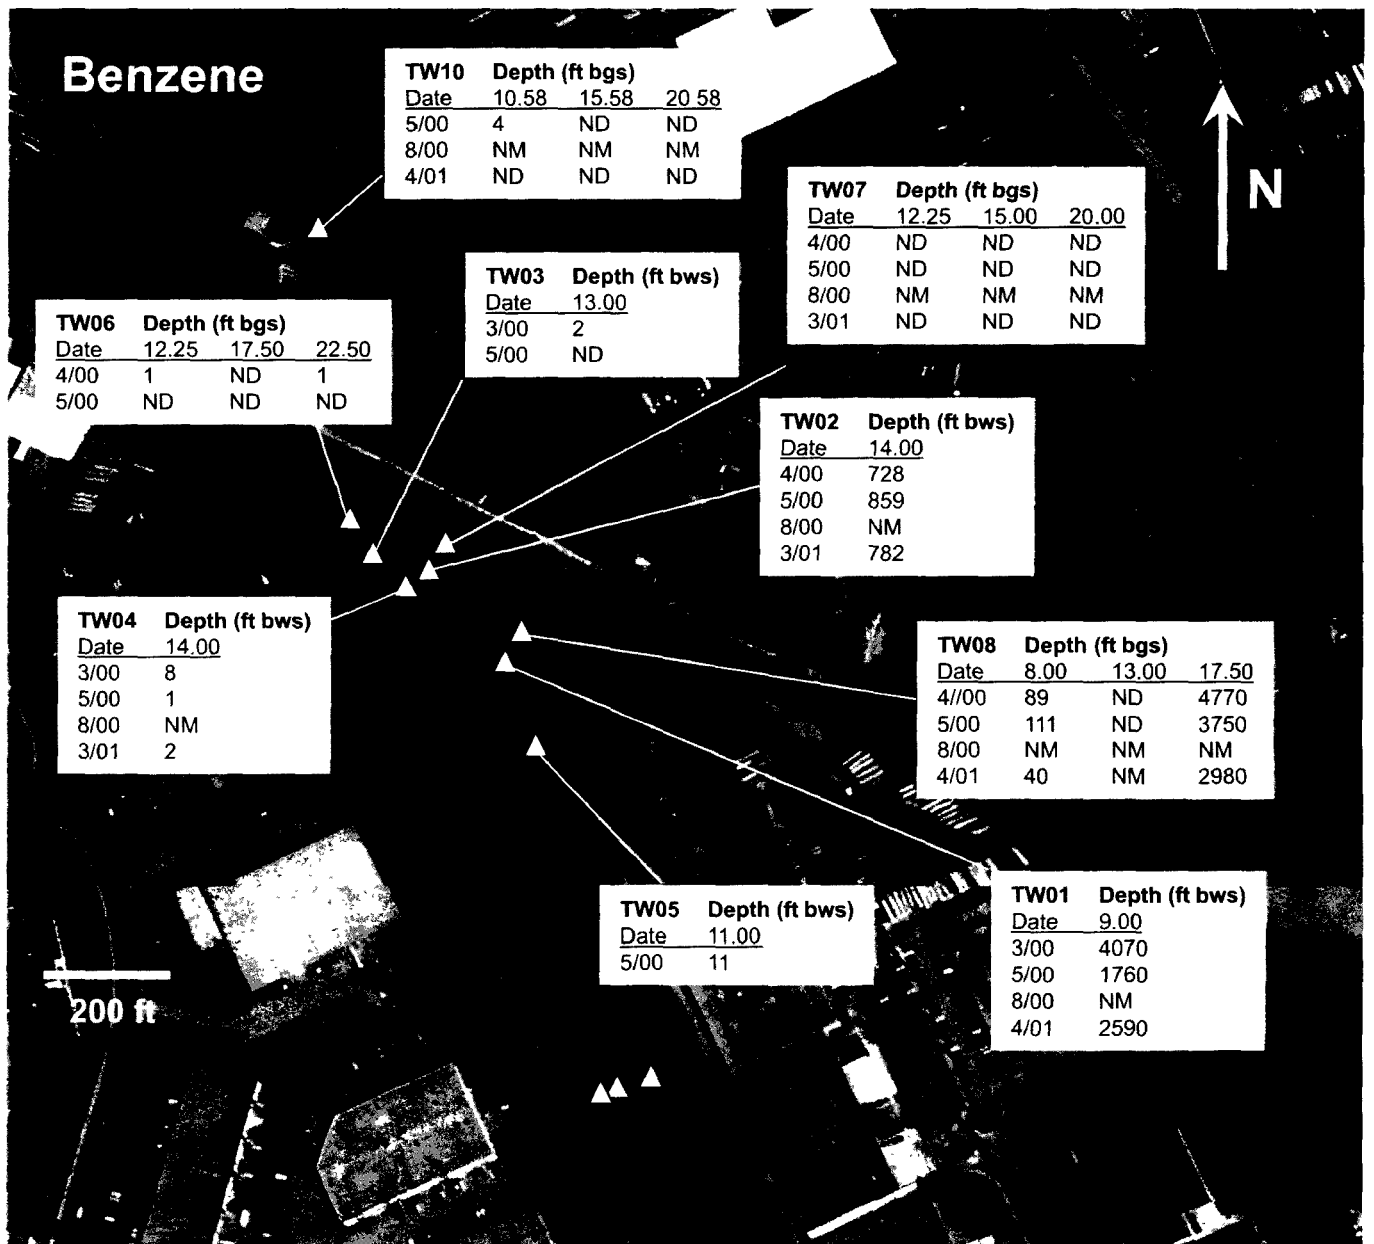 Benzene
TW10 Depth (ft bgs)
Date 10.58 15.58 20 58
5/00 4 ND ND
8/00 NM NM NM
4/01 ND ND ND
N
TW07 Depth (ft bgs)
Date 12.25 15.00 20.00
4/00 ND ND ND
5/00 ND ND ND
8/00 NM NM NM
3/01 ND ND ND
TW03 Depth (ft bws)
Date 13.00
3/00 2
5/00 ND
TW06 Depth (ft bgs)
Date 12.25 17.50 22.50
4/00 1 ND 1
5/00 ND ND ND
TW02 Depth (ft bws)
Date 14.00
4/00 728
5/00 859
8/00 NM
3/01 782
TW04 Depth (ft bws)
Date 14.00
3/00 8
5/00 1
8/00 NM
3/01 2
TW08 Depth (ft bgs)
Date 8.00 13.00 17.50
4//00 89 ND 4770
5/00 111 ND 3750
8/00 NM NM NM
4/01 40 NM 2980
TW05 Depth (ft bws)
Date 11.00
5/00 11
TW01 Depth (ft bws)
Date 9.00
3/00 4070
5/00 1760
8/00 NM
4/01 2590
200 ft